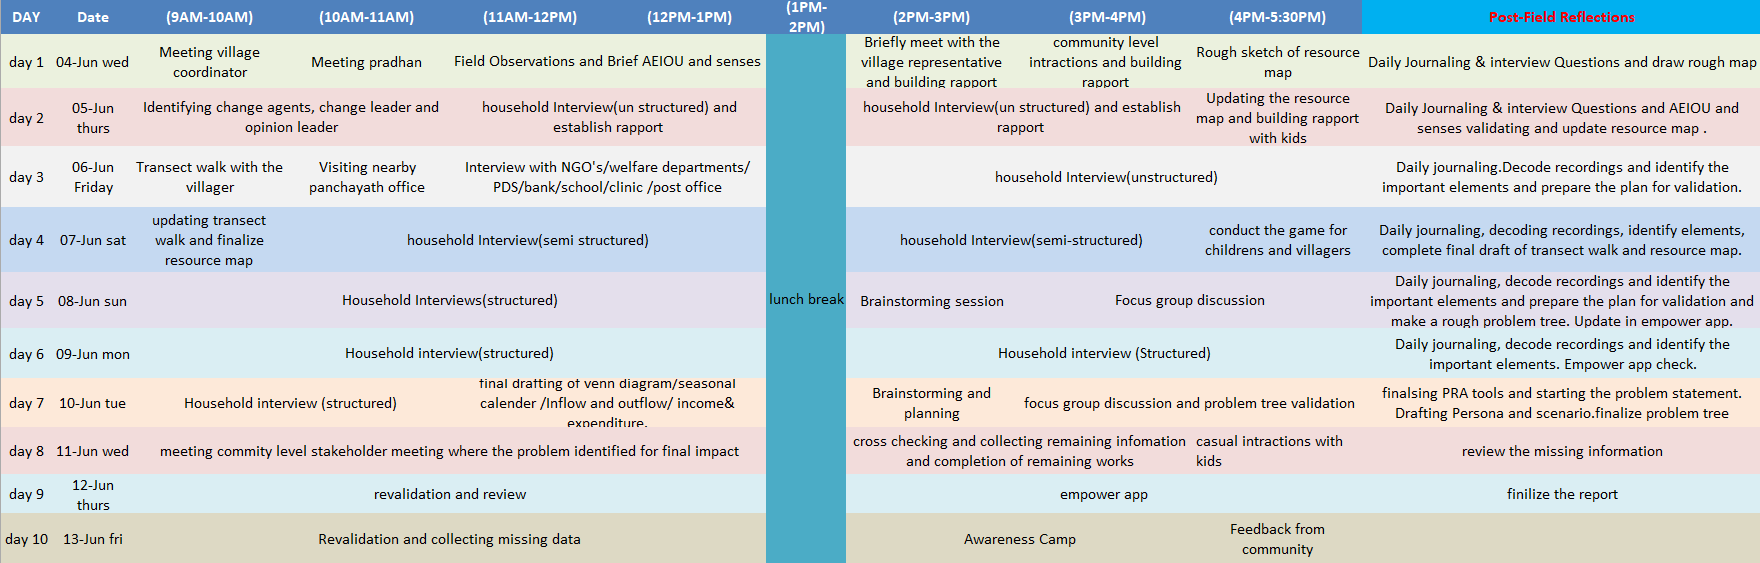 DAY Date (9AM-10AM) (10AM-11AM) (11AM-12PM) (12PM-1PM) (1PM-2PM) (2PM-3PM) (3PM-4PM) (4PM-5:30PM) Post-Field Reflections
day 1
04-Jun wed
Meeting village
coordinator
Meeting pradhan
Field Observations and Brief AEIOU and senses
Briefly meet with the
village representative
and building rapport
community level
intractions and building
rapport
Rough sketch of resource
map
Daily Journaling & interview Questions and draw rough map
day 2
05-Jun
thurs
Identifying change agents, change leader and
opinion leader
household Interview(un structured) and
establish rapport
household Interview(un structured) and establish
rapport
Updating the resource
map and building rapport
with kids
Daily Journaling & interview Questions and AEIOU and
senses validating and update resource map .
day 3
06-Jun
Friday
Transect walk with the
villager
Visiting nearby
panchayath office
Interview with NGO's/welfare departments/
PDS/bank/school/clinic /post office
household Interview(unstructured)
Daily journaling.Decode recordings and identify the
important elements and prepare the plan for validation.
day 4
07-Jun sat
updating transect
walk and finalize
resource map
household Interview(semi structured)
household Interview(semi-structured)
conduct the game for
childrens and villagers
Daily journaling, decoding recordings, identify elements,
complete final draft of transect walk and resource map.
day 5
08-Jun sun
Household Interviews(structured)
lunch break
Brainstorming session
Focus group discussion
Daily journaling, decode recordings and identify the
important elements and prepare the plan for validation and
make a rough problem tree. Update in empower app.
day 6
09-Jun mon
Household interview(structured)
Household interview (Structured)
Daily journaling, decode recordings and identify the
important elements. Empower app check.
day 7
10-Jun tue
Household interview (structured)
final drafting of venn diagram/seasonal
calender /Inflow and outflow/ income&
expenditure.
Brainstorming and
planning
focus group discussion and problem tree validation
finalsing PRA tools and starting the problem statement.
Drafting Persona and scenario.finalize problem tree
day 8
11-Jun wed
meeting commity level stakeholder meeting where the problem identified for final impact
cross checking and collecting remaining infomation
and completion of remaining works
casual intractions with
kids
review the missing information
day 9
12-Jun
thurs
revalidation and review
empower app
finilize the report
day 10
13-Jun fri
Revalidation and collecting missing data
Awareness Camp
Feedback from
community